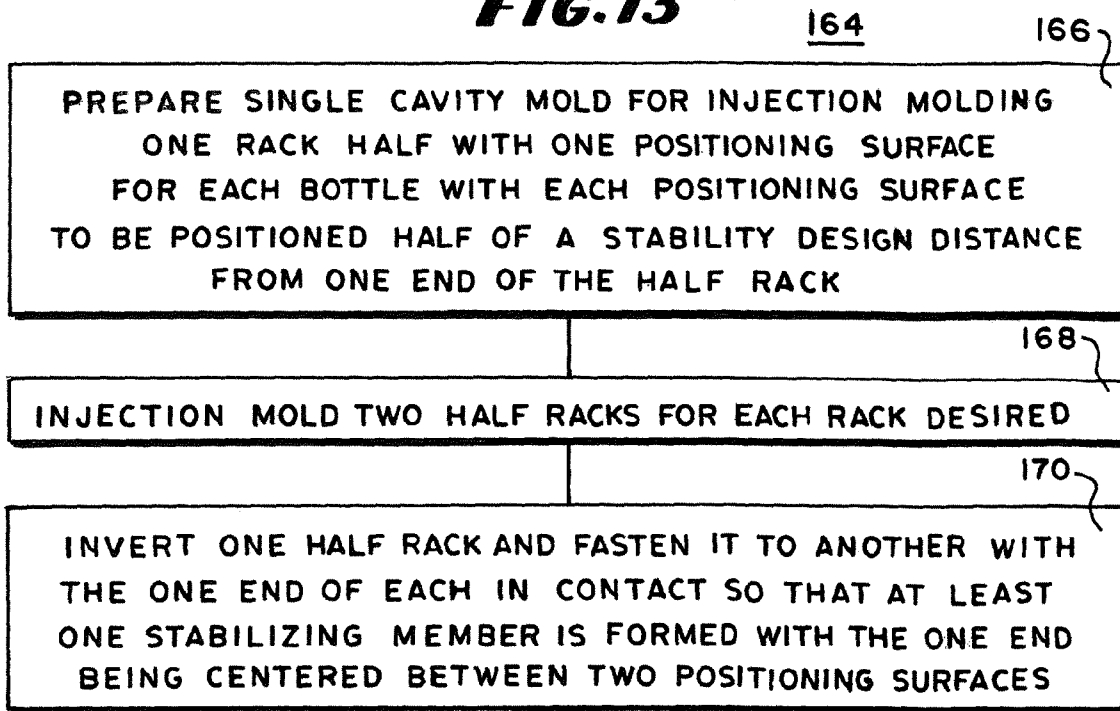 FIG. 13
164
166
PREPARE SINGLE CAVITY MOLD FOR INJECTION MOLDING
ONE RACK HALF WITH ONE POSITIONING SURFACE
FOR EACH BOTTLE WITH EACH POSITIONING SURFACE
TO BE POSITIONED HALF OF A STABILITY DESIGN DISTANCE
FROM ONE END OF THE HALF RACK
168
INJECTION MOLD TWO HALF RACKS FOR EACH RACK DESIRED
170
INVERT ONE HALF RACK AND FASTEN IT TO ANOTHER WITH
THE ONE END OF EACH IN CONTACT SO THAT AT LEAST
ONE STABILIZING MEMBER IS FORMED WITH THE ONE END
BEING CENTERED BETWEEN TWO POSITIONING SURFACES